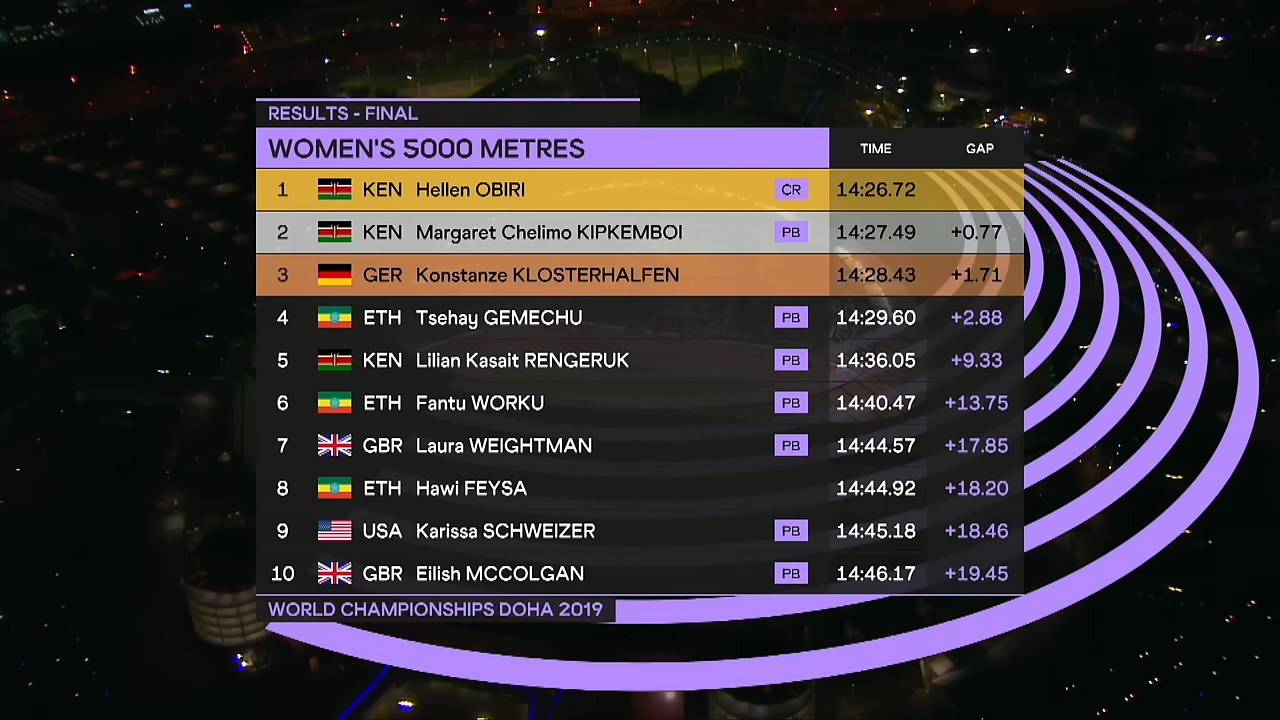 RESULTS - FINAL
WOMEN'S 5000 METRES TIME GAP
1 KEN Hellen OBIRI CR 14:26.72
2 KEN Margaret Chelimo KIPKEMBOI PB 14:27.49 +0.77
3 GER Konstanze KLOSTERHALFEN 14:28.43 +1.71
4 ETH Tsehay GEMECHU PB 14:29.60 +2.88
5 KEN Lilian Kasait RENGERUK PB 14:36.05 +9.33
6 ETH Fantu WORKU PB 14:40.47 +13.75
7 GBR Laura WEIGHTMAN PB 14:44.57 +17.85
8 ETH Hawi FEYSA 14:44.92 +18.20
9 USA Karissa SCHWEIZER PB 14:45.18 +18.46
10 GBR Eilish MCCOLGAN PB 14:46.17 +19.45
WORLD CHAMPIONSHIPS DOHA 2019